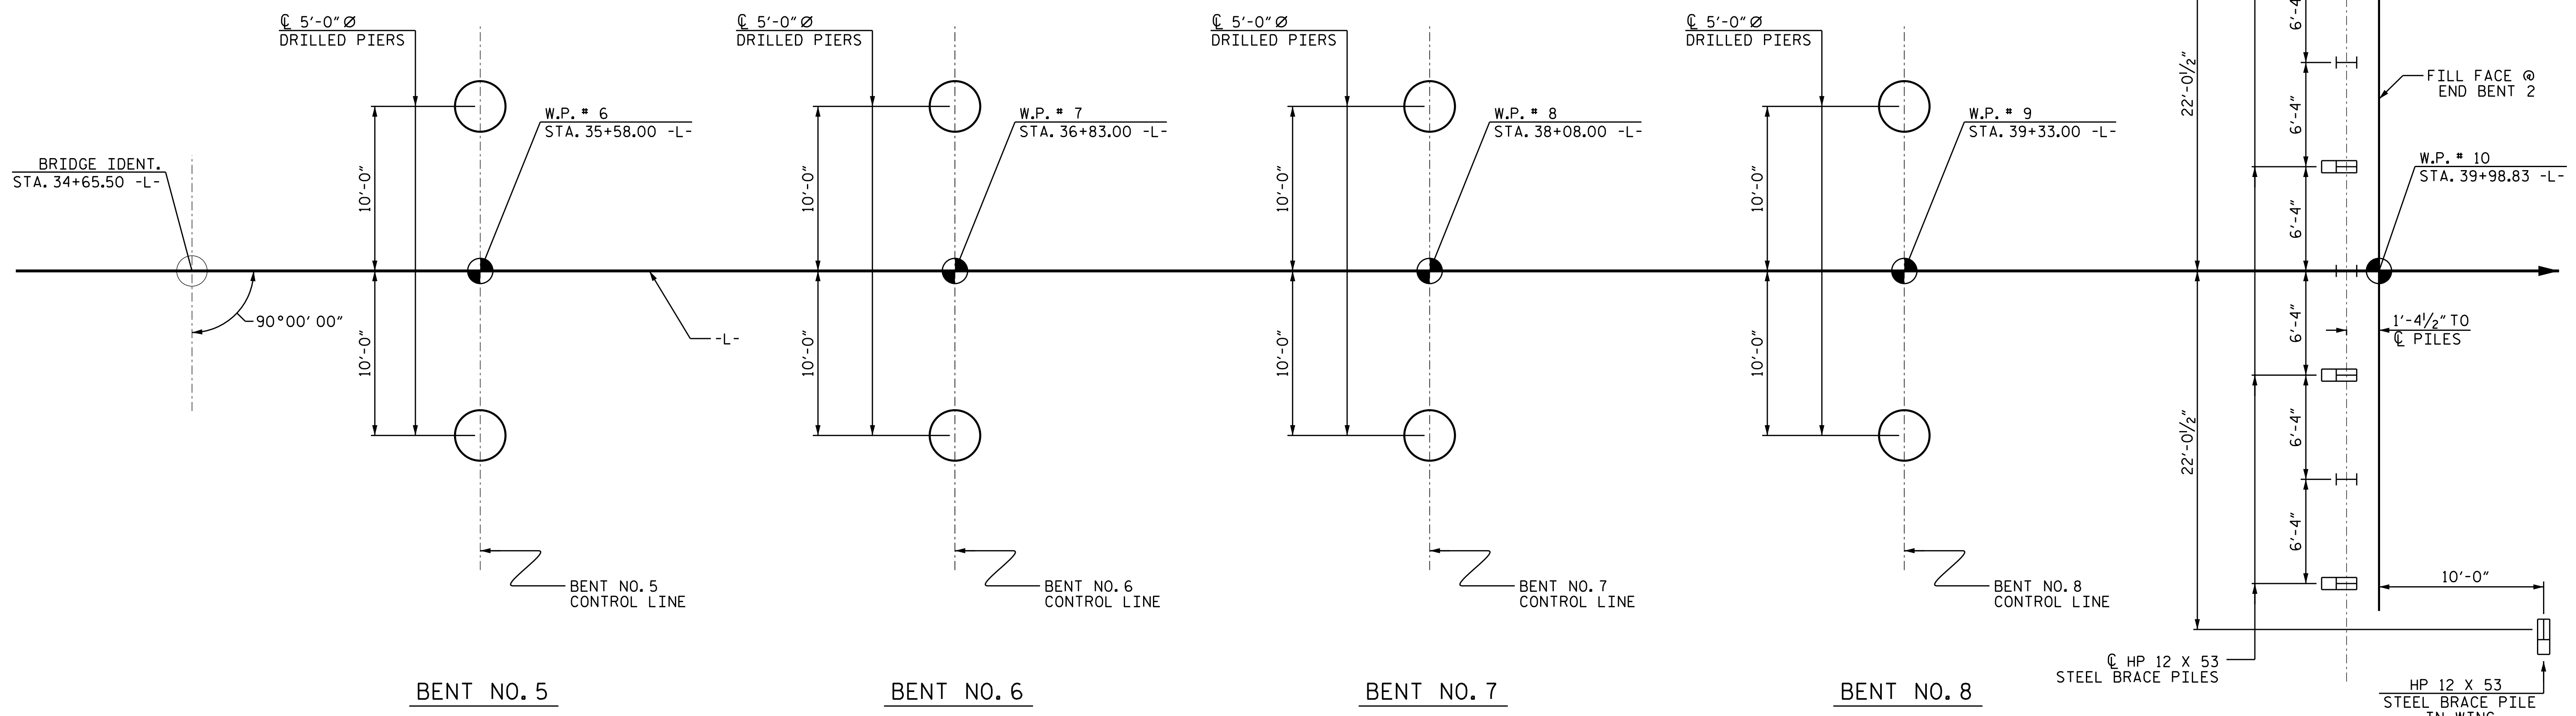 ℄ 5'-0" Ø
DRILLED PIERS
℄ 5'-0" Ø
DRILLED PIERS
℄ 5'-0" Ø
DRILLED PIERS
℄ 5'-0" Ø
DRILLED PIERS
BRIDGE IDENT.
STA. 34+65.50 -L-
90°00'00"
W.P. # 6
STA. 35+58.00 -L-
W.P. # 7
STA. 36+83.00 -L-
W.P. # 8
STA. 38+08.00 -L-
W.P. # 9
STA. 39+33.00 -L-
W.P. # 10
STA. 39+98.83 -L-
FILL FACE @
END BENT 2
10'-0"
10'-0"
10'-0"
10'-0"
10'-0"
10'-0"
10'-0"
10'-0"
-L-
22'-0½"
22'-0½"
6'-4"
6'-4"
6'-4"
6'-4"
6'-4"
6'-4"
1'-4½" TO
℄ PILES
BENT NO. 5
CONTROL LINE
BENT NO. 6
CONTROL LINE
BENT NO. 7
CONTROL LINE
BENT NO. 8
CONTROL LINE
10'-0"
℄ HP 12 X 53
STEEL BRACE PILES
HP 12 X 53
STEEL BRACE PILE
IN WING
BENT NO. 5
BENT NO. 6
BENT NO. 7
BENT NO. 8